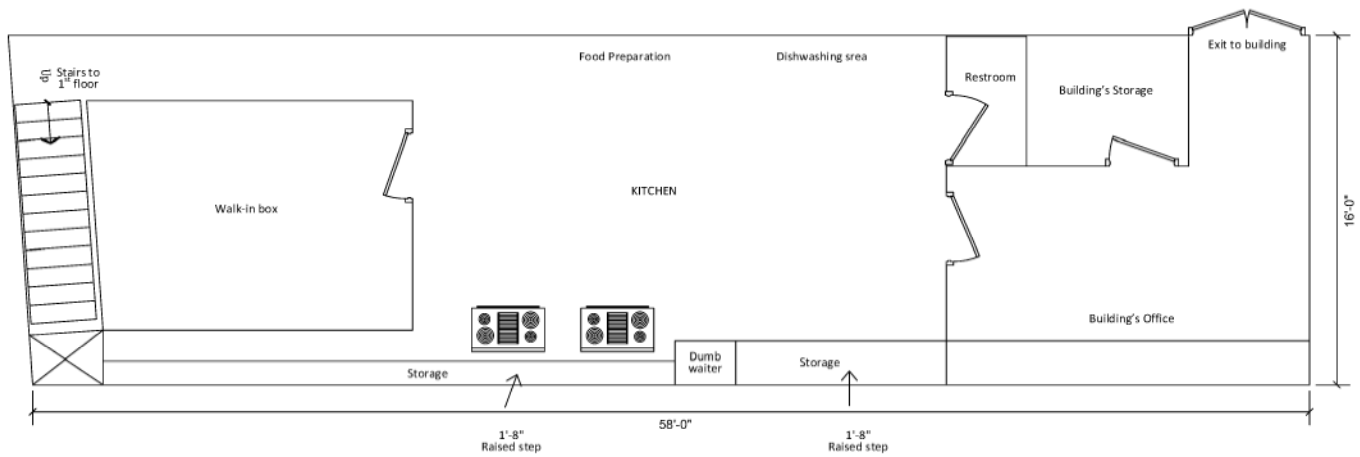 Exit to building
Food Preparation
Dishwashing srea
Up
Stairs to
1st floor
Restroom
Building's Storage
KITCHEN
Walk-in box
16'-0"
Building's Office
Dumb
waiter
Storage
Storage
58'-0"
1'-8"
Raised step
1'-8"
Raised step